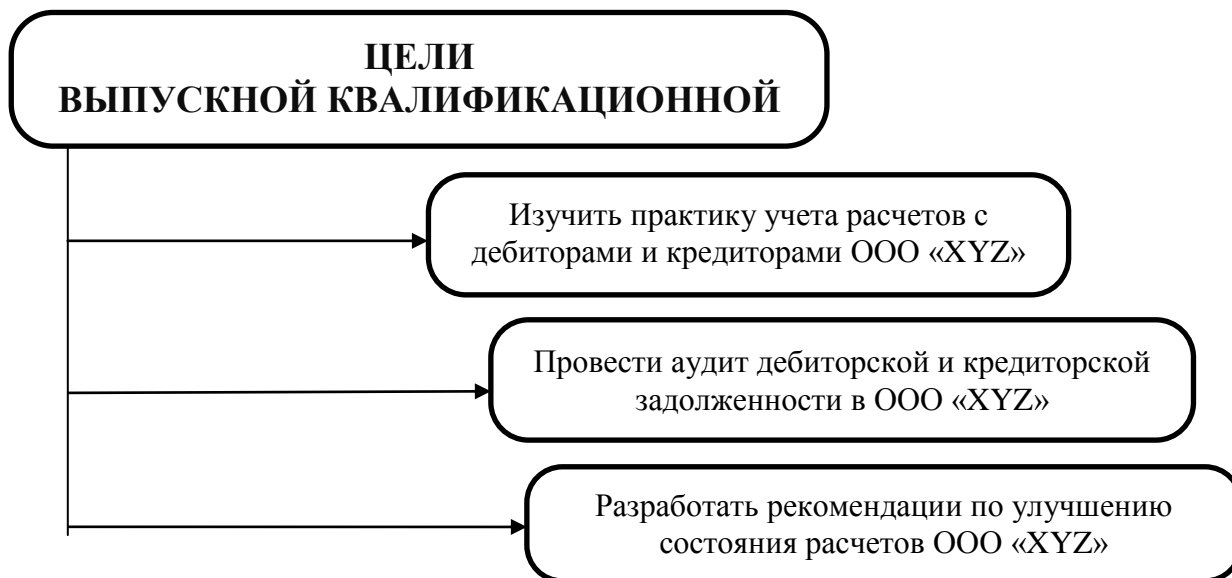 ЦЕЛИ
ВЫПУСКНОЙ КВАЛИФИКАЦИОННОЙ
Изучить практику учета расчетов с
дебиторами и кредиторами ООО «XYZ»
Провести аудит дебиторской и кредиторской
задолженности в ООО «XYZ»
Разработать рекомендации по улучшению
состояния расчетов ООО «XYZ»